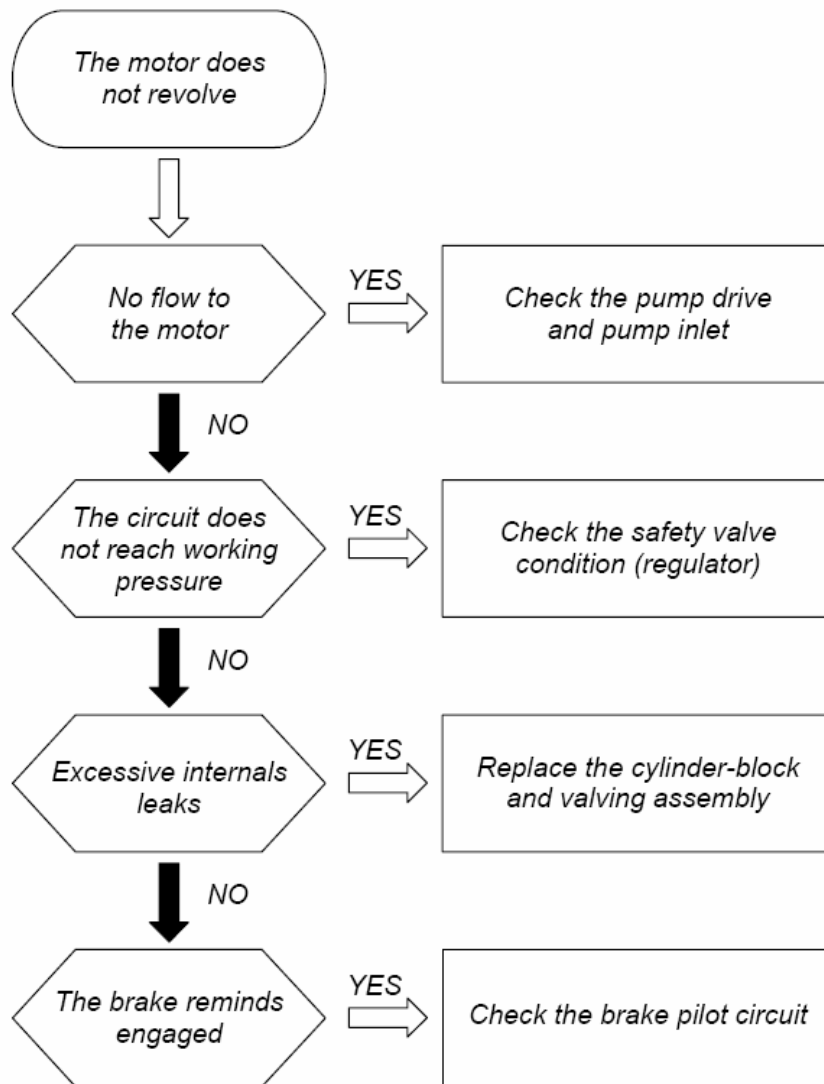 The motor does
not revolve
No flow to
the motor
YES
Check the pump drive
and pump inlet
NO
The circuit does
not reach working
pressure
YES
Check the safety valve
condition (regulator)
NO
Excessive internals
leaks
YES
Replace the cylinder-block
and valving assembly
NO
The brake reminds
engaged
YES
Check the brake pilot circuit